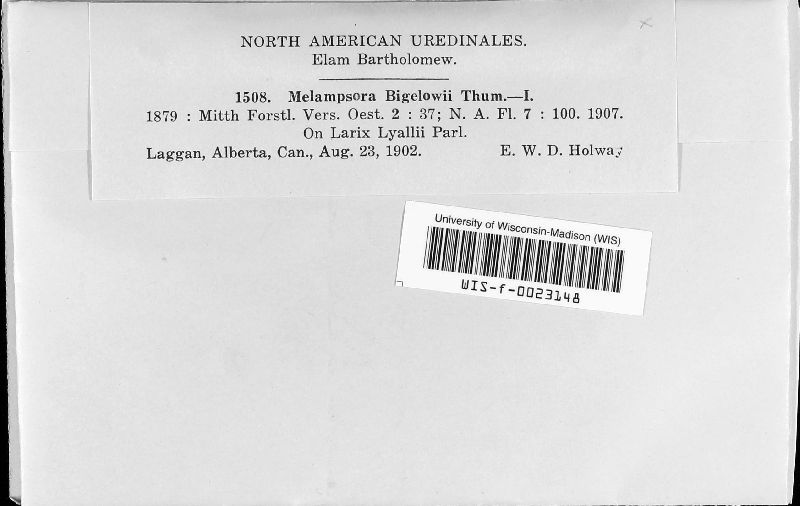 NORTH AMERICAN UREDINALES.
Elam Bartholomew.
1508. Melampsora Bigelowii Thum.—I.
1879 : Mitth Forstl. Vers. Oest. 2 : 37; N. A. Fl. 7 : 100. 1907.
On Larix Lyallii Parl.
Laggan, Alberta, Can., Aug. 23, 1902. E. W. D. Holway
University of Wisconsin-Madison (WIS)
WIS-f-0023148